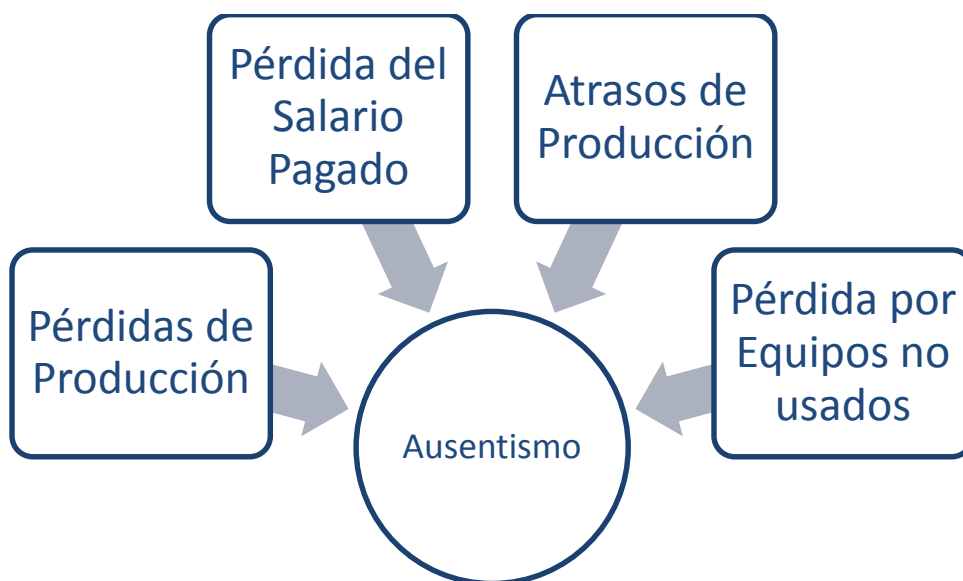 Pérdida del
Salario
Pagado
Atrasos de
Producción
Pérdidas de
Producción
Pérdida por
Equipos no
usados
Ausentismo